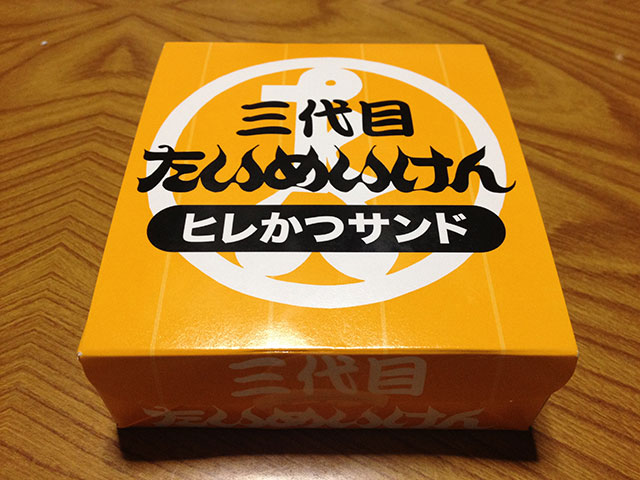 三代目
たいめいけん
ヒレかつサンド
三代目
たいめいけん